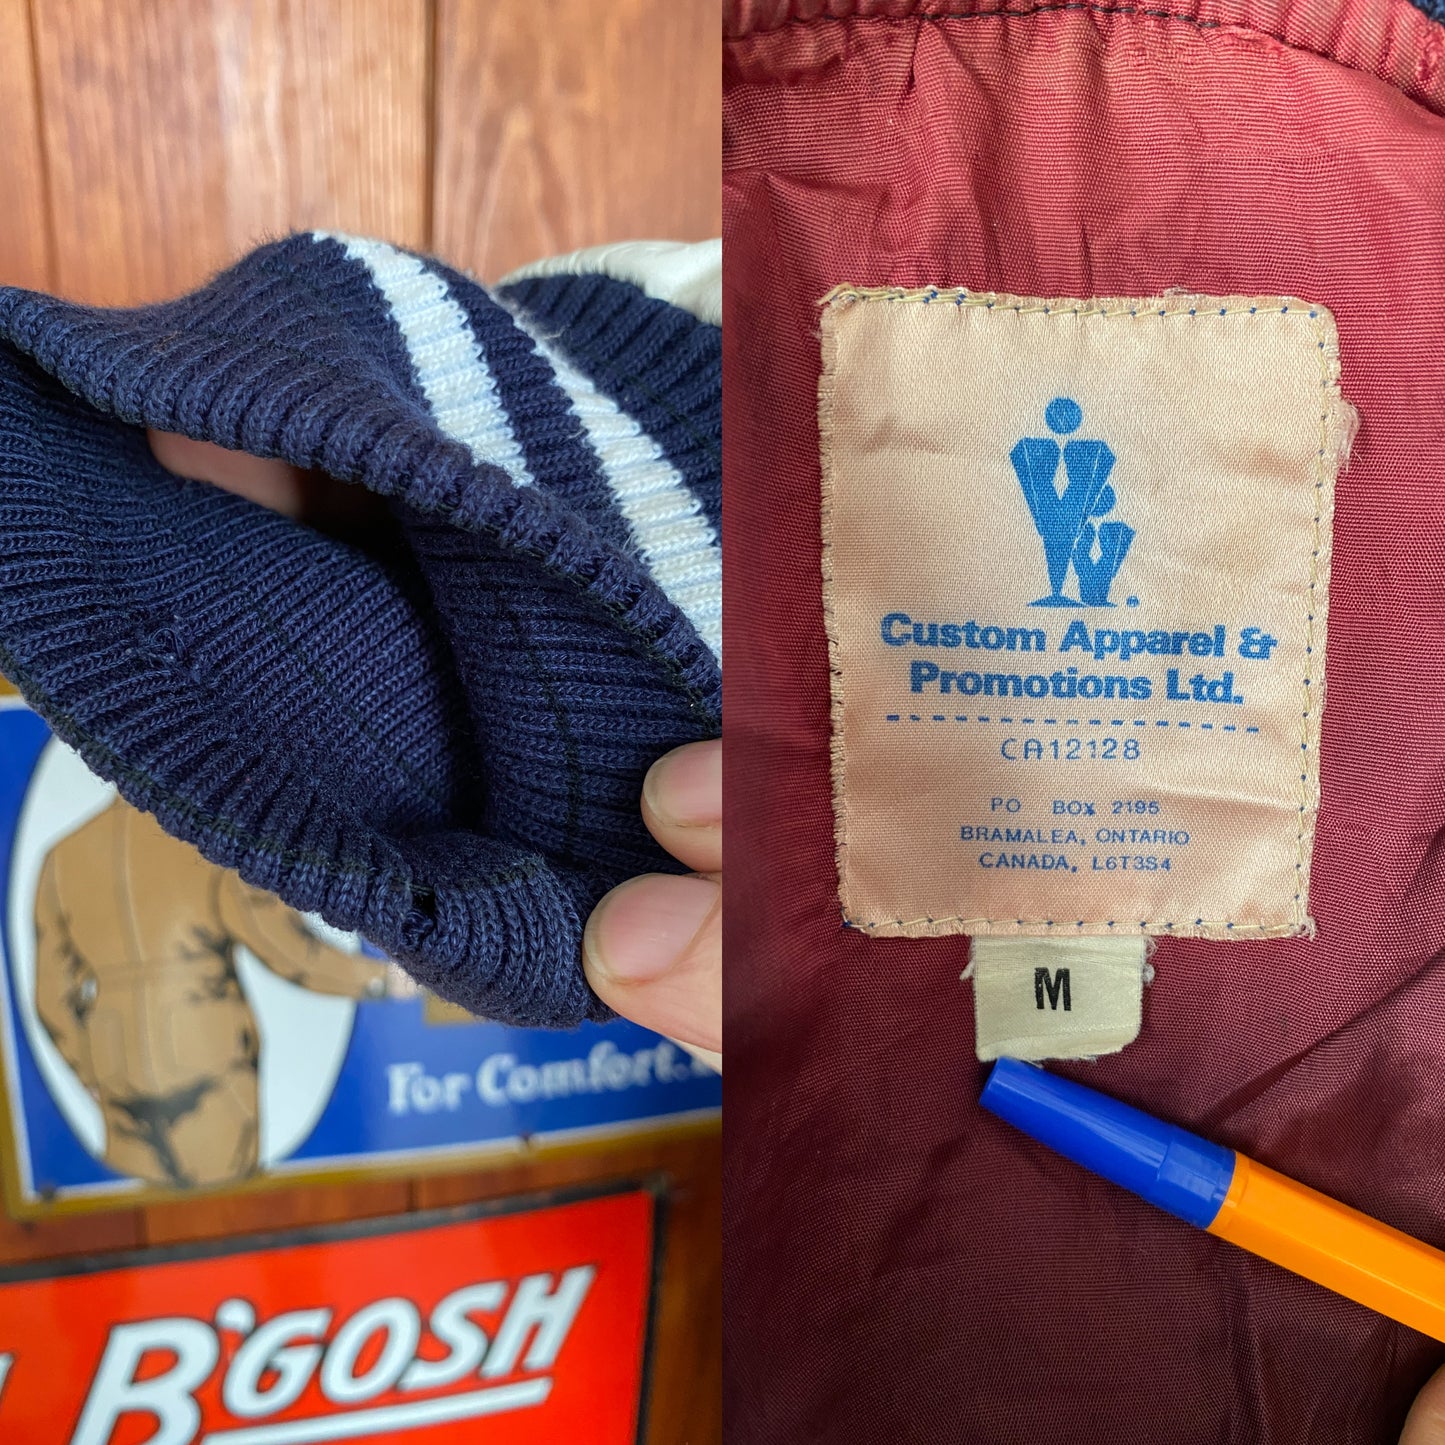 For Comfort.
B'GOSH
Custom Apparel &
Promotions Ltd.
CA12128
PO BOX 2195
BRAMALEA, ONTARIO
CANADA, L6T3S4
M